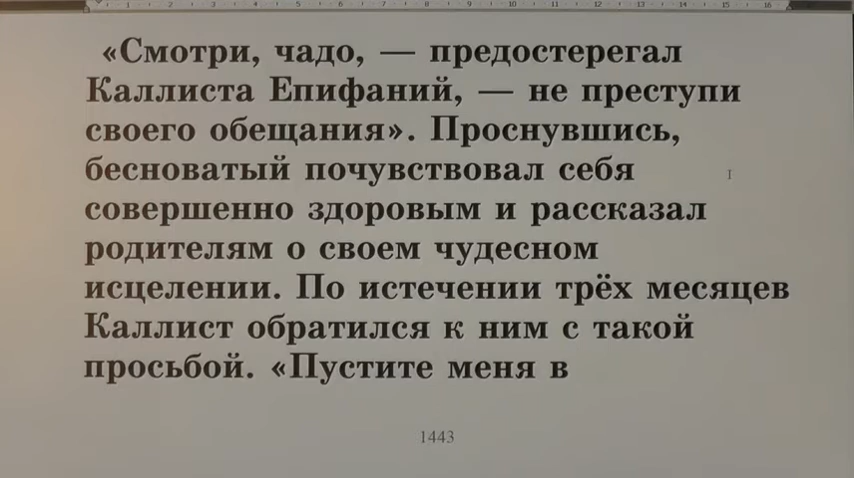 «Смотри, чадо, — предостерегал
Каллиста Епифаний, — не преступи
своего обещания». Проснувшись,
бесноватый почувствовал себя
совершенно здоровым и рассказал
родителям о своем чудесном
исцелении. По истечении трёх месяцев
Каллист обратился к ним с такой
просьбой. «Пустите меня в
1443